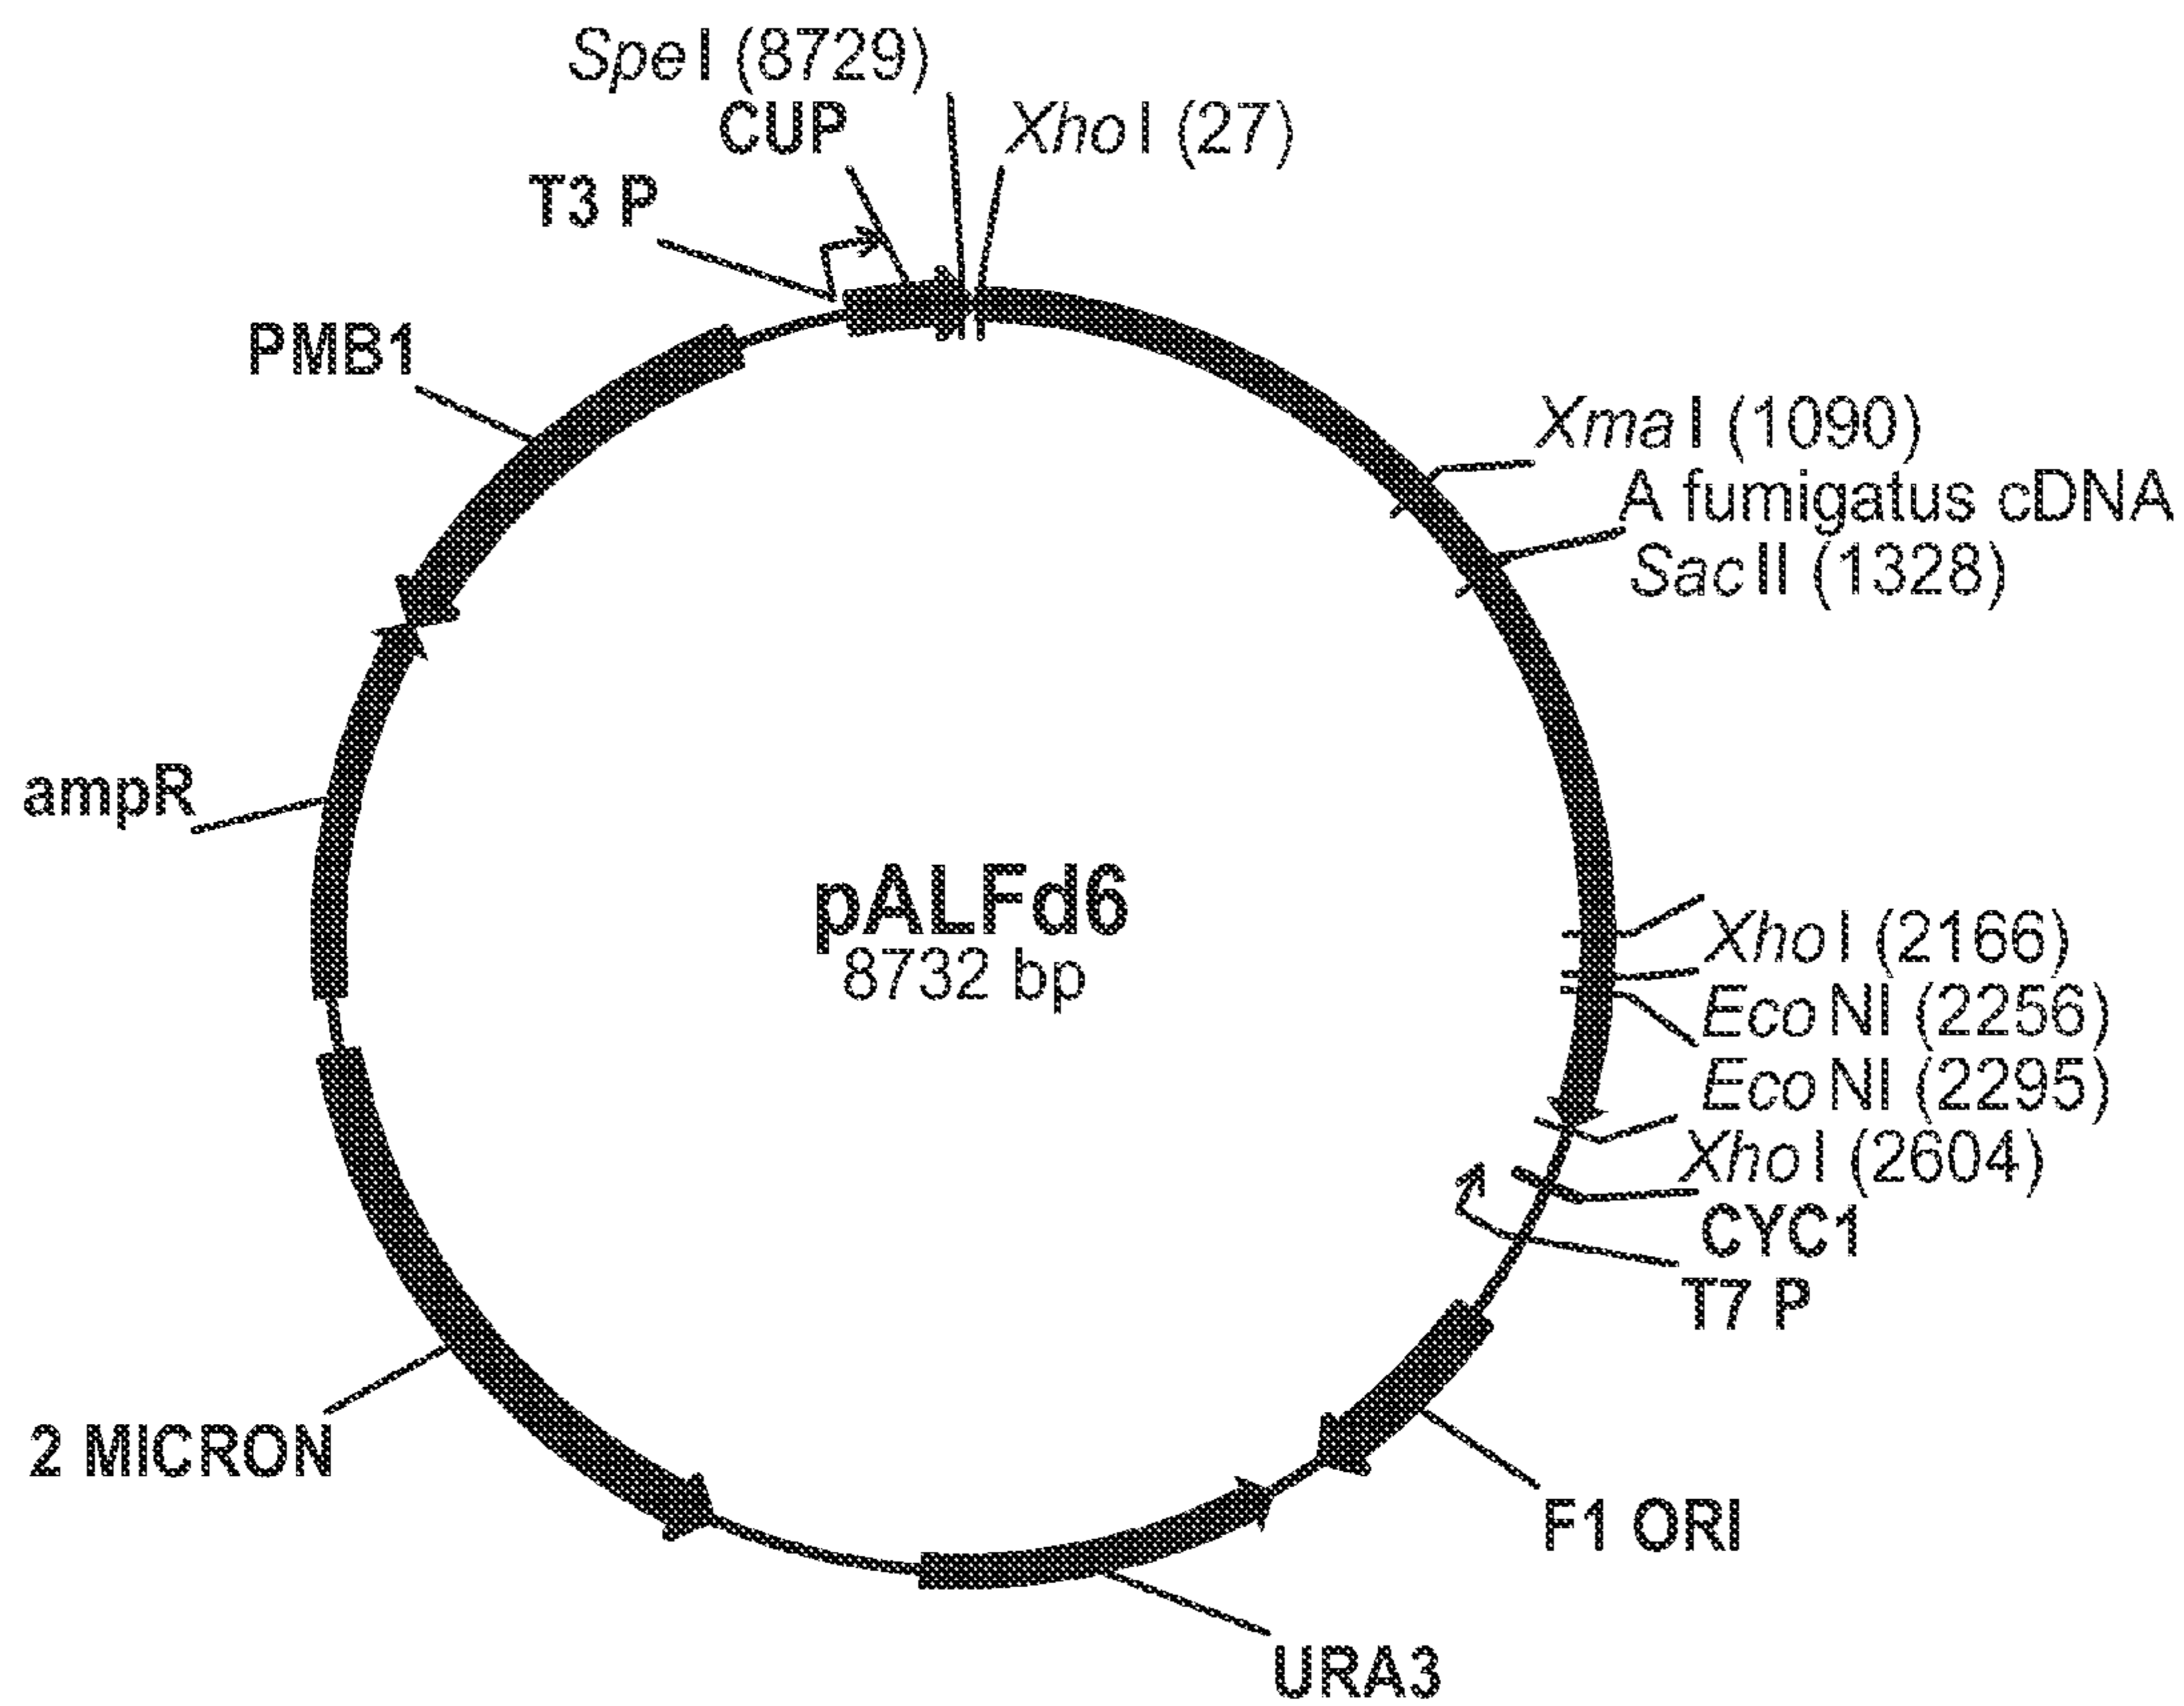 SpeI (8729)
CUP
XhoI (27)
T3 P
PMB1
XmaI (1090)
A fumigatus cDNA
SacII (1328)
ampR
pALFd6
8732 bp
XhoI (2166)
EcoNI (2256)
EcoNI (2295)
XhoI (2604)
CYC1
T7 P
2 MICRON
F1 ORI
URA3